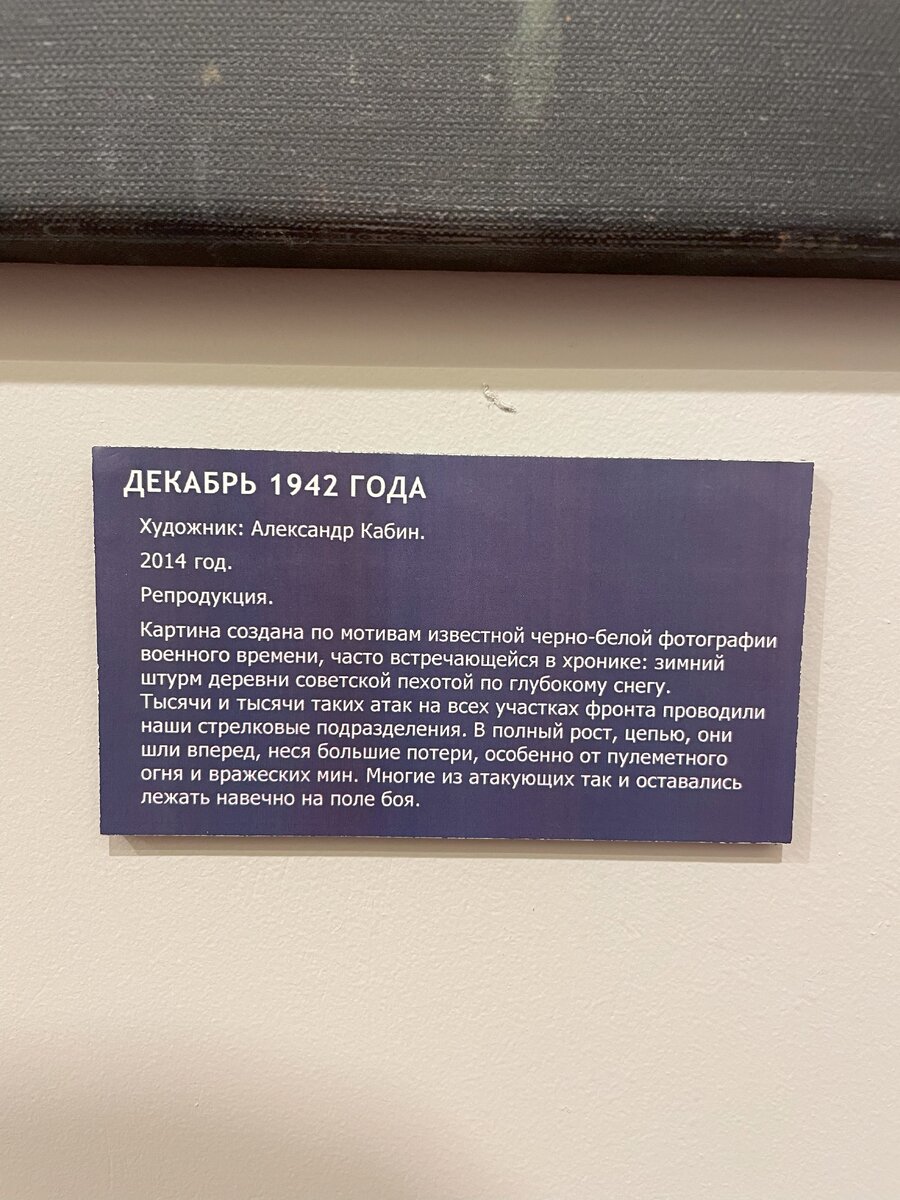 ДЕКАБРЬ 1942 ГОДА
Художник: Александр Кабин.
2014 год.
Репродукция.
Картина создана по мотивам известной черно-белой фотографии
военного времени, часто встречающейся в хронике: зимний
штурм деревни советской пехотой по глубокому снегу.
Тысячи и тысячи таких атак на всех участках фронта проводили
наши стрелковые подразделения. В полный рост, цепью, они
шли вперед, неся большие потери, особенно от пулеметного
огня и вражеских мин. Многие из атакующих так и оставались
лежать навечно на поле боя.